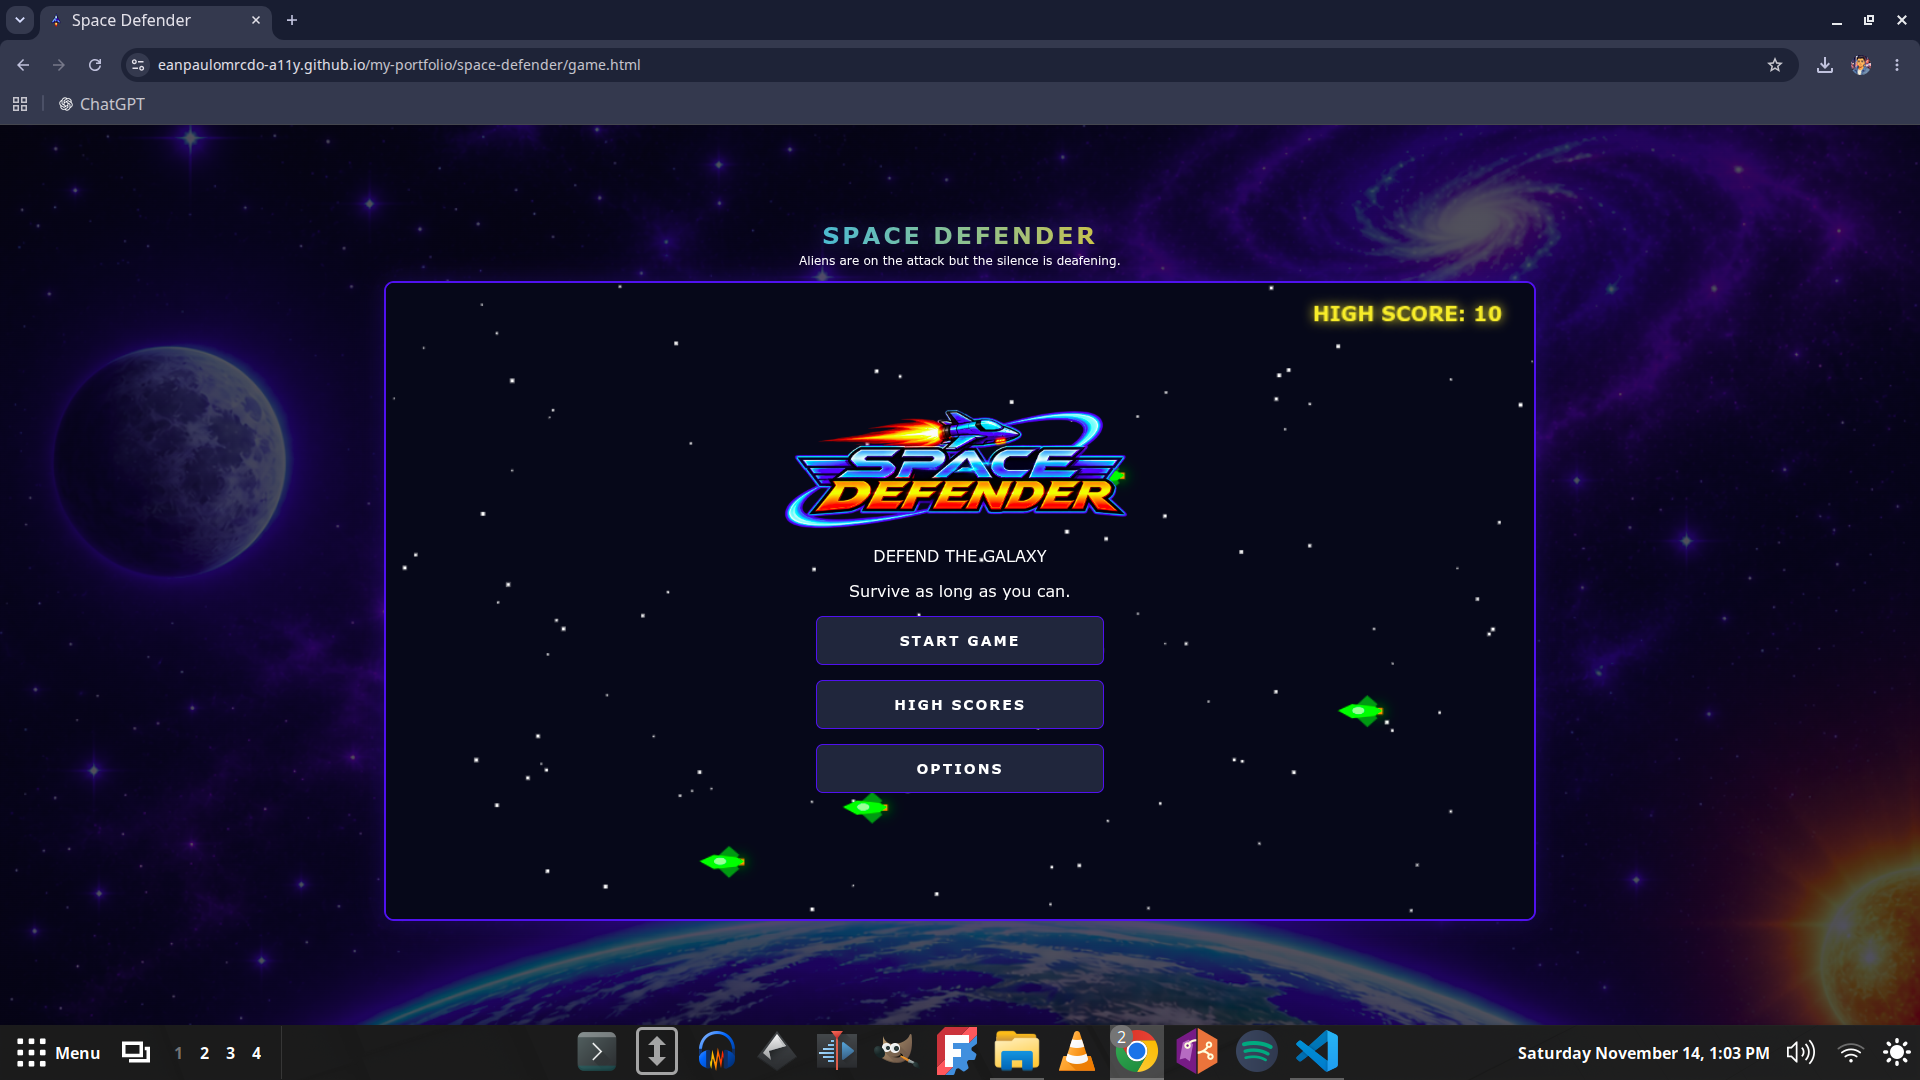 Space Defender
eanpaulomrcdo-a11y.github.io/my-portfolio/space-defender/game.html
ChatGPT
SPACE DEFENDER
Aliens are on the attack but the silence is deafening.
HIGH SCORE: 10
SPACE
DEFENDER
DEFEND THE GALAXY
Survive as long as you can.
START GAME
HIGH SCORES
OPTIONS
Menu 1 2 3 4 2 Saturday November 14, 1:03 PM